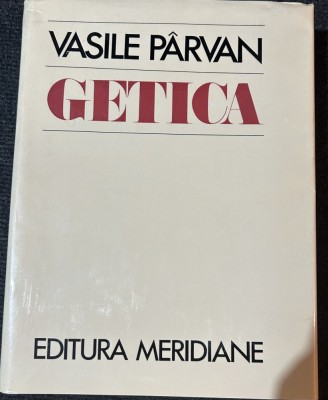 VASILE PÂRVAN
GETICA
EDITURA MERIDIANE